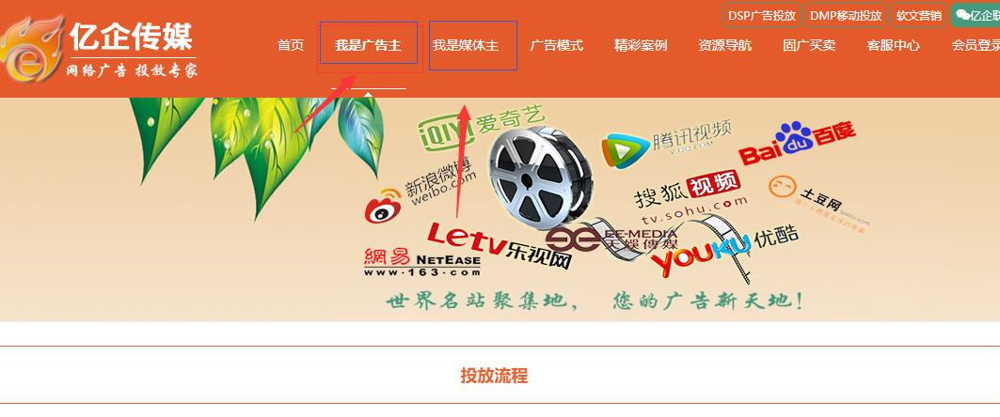 DSP广告投放 DMP移动投放 软文营销 亿企联
亿企传媒
网络广告 投放专家
首页 我是广告主 我是媒体主 广告模式 精彩案例 资源导航 固广买卖 客服中心 会员登录
iQIYI 爱奇艺
腾讯视频
V.QQ.COM
Bai du 百度
新浪微博
weibo.com
搜狐视频
tv.sohu.com
土豆网
Letv 乐视网
EE-MEDIA
天娱傳媒
YOUKU 优酷
網易 NETEASE
www.163.com
世界名站聚集地， 您的广告新天地！
投放流程